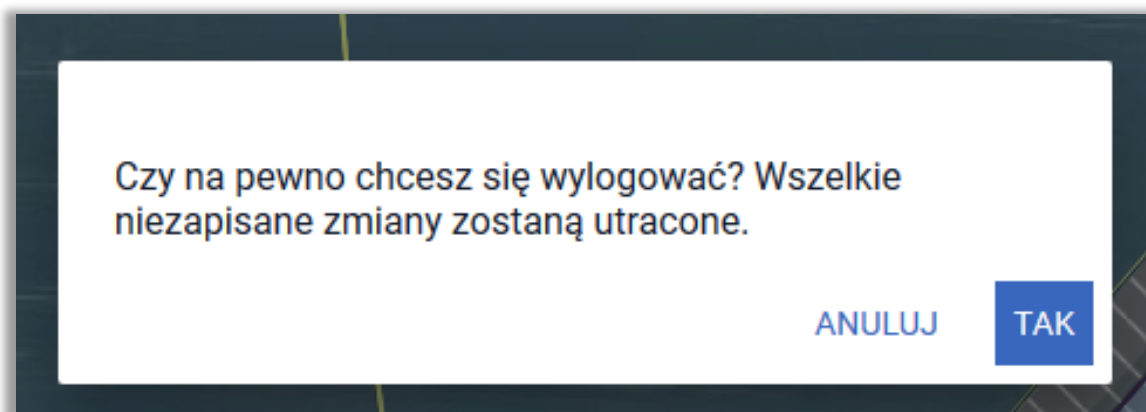 Czy na pewno chcesz się wylogować? Wszelkie
niezapisane zmiany zostaną utracone.
ANULUJ TAK